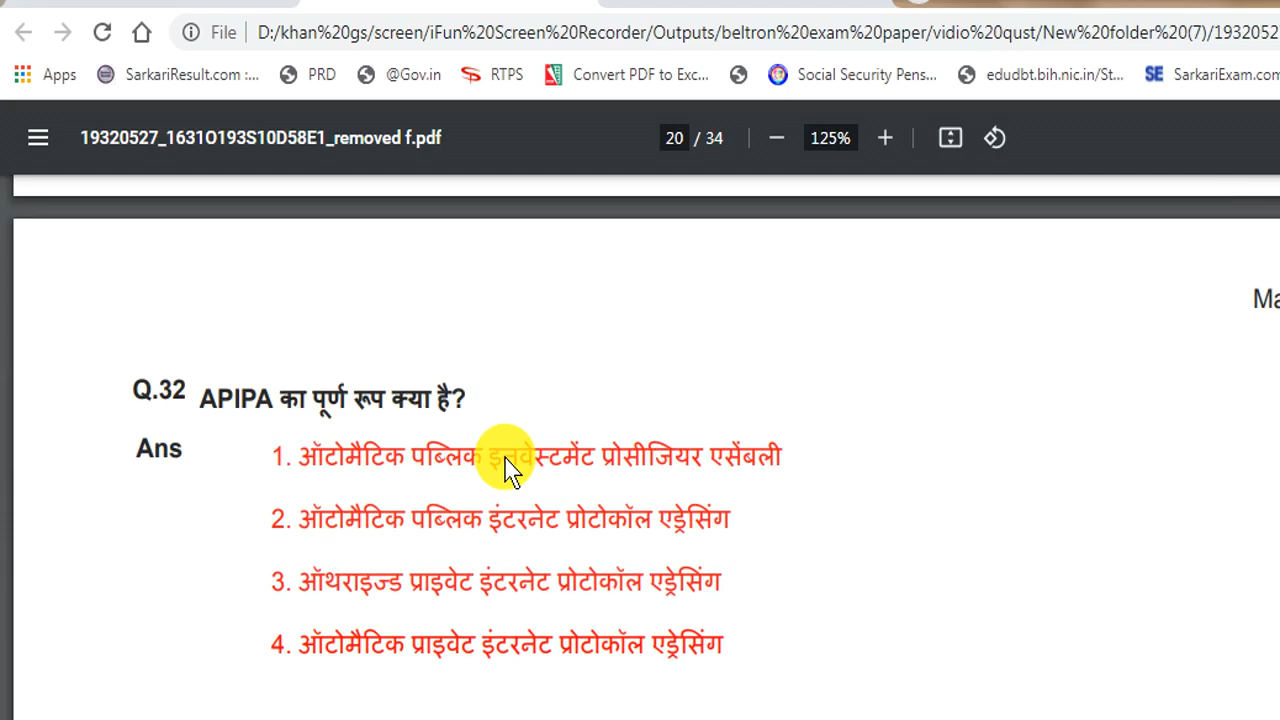 File D:/khan%20gs/screen/iFun%20Screen%20Recorder/Outputs/beltron%20exam%20paper/vidio%20qust/New%20folder%20(7)/1932052
Apps SarkariResult.com :... PRD @Gov.in RTPS Convert PDF to Exc... Social Security Pens... edudbt.bih.nic.in/St... SE SarkariExam.com
19320527_1631O193S10D58E1_removed f.pdf 20 / 34 125%
Ma
Q.32 APIPA का पूर्ण रूप क्या है?
Ans 1. ऑटोमैटिक पब्लिक इनवेस्टमेंट प्रोसीजियर एसेंबली
2. ऑटोमैटिक पब्लिक इंटरनेट प्रोटोकॉल एड्रेसिंग
3. ऑथराइज्ड प्राइवेट इंटरनेट प्रोटोकॉल एड्रेसिंग
4. ऑटोमैटिक प्राइवेट इंटरनेट प्रोटोकॉल एड्रेसिंग